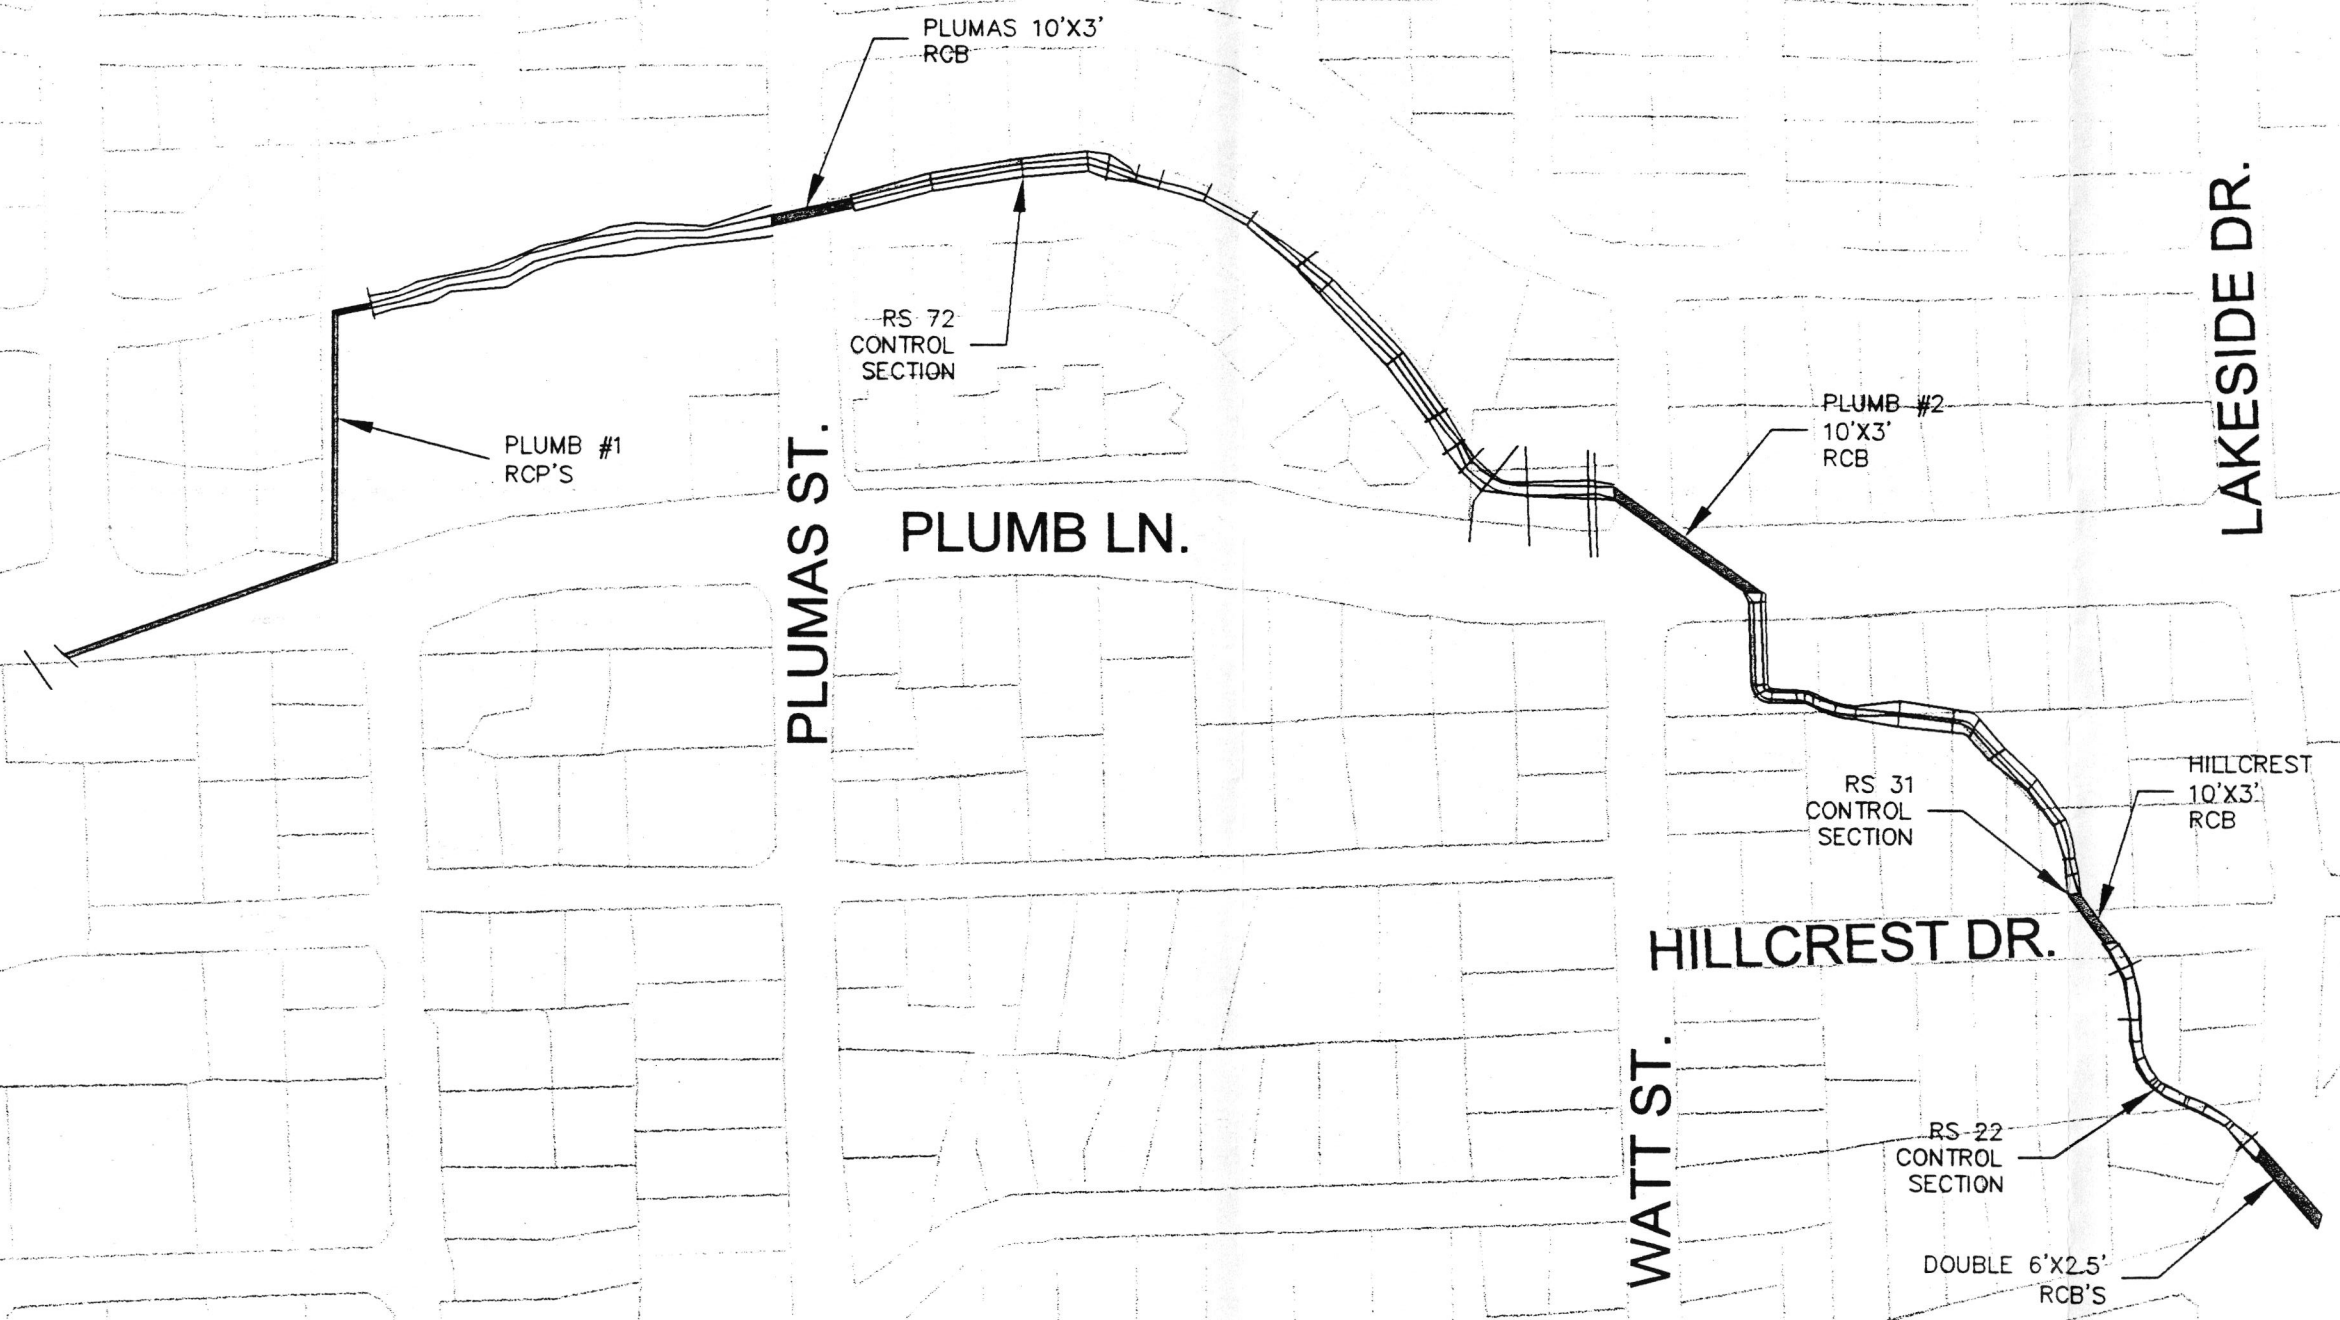 PLUMAS 10'X3'
RCB
RS 72
CONTROL
SECTION
PLUMB #1
RCP'S
PLUMAS ST.
PLUMB LN.
PLUMB #2
10'X3'
RCB
LAKESIDE DR.
RS 31
CONTROL
SECTION
HILLCREST
10'X3'
RCB
HILLCREST DR.
WATT ST.
RS 22
CONTROL
SECTION
DOUBLE 6'X2.5'
RCB'S